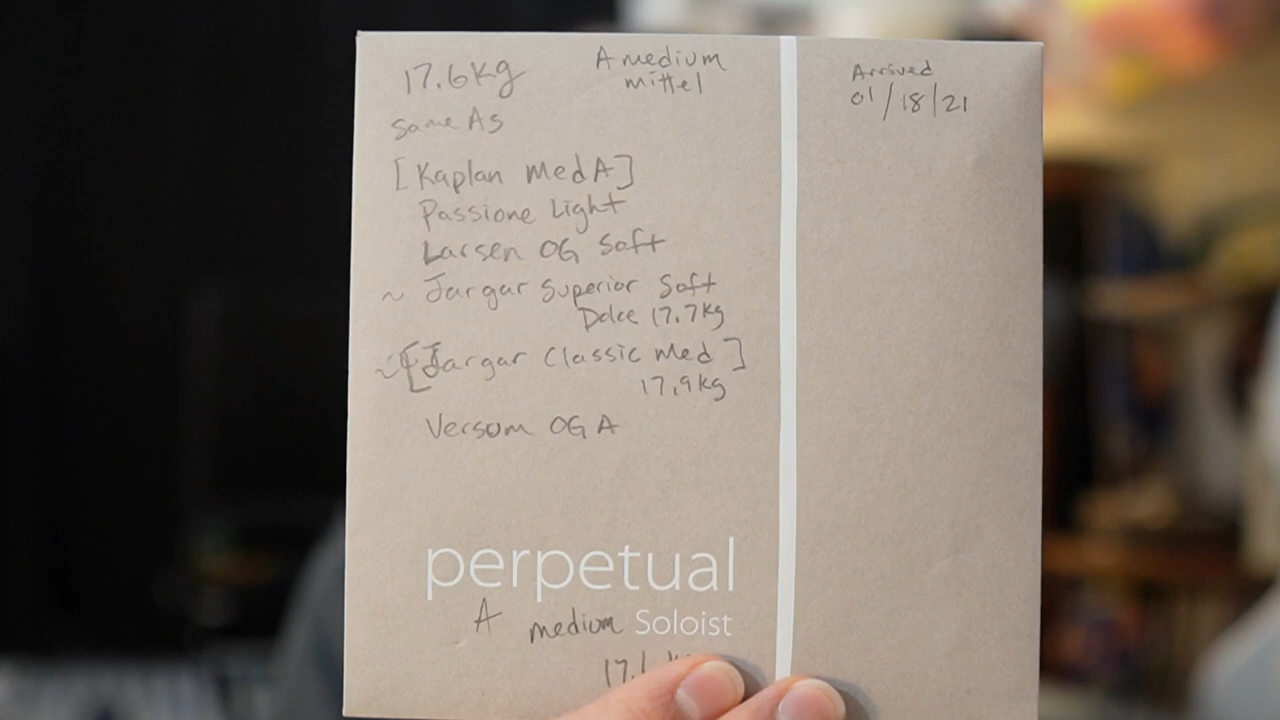 17.6kg
A medium
mittel
same As
[Kaplan Med A]
Passione Light
Larsen OG Soft
~ Jargar Superior Soft
Dolce 17.7kg
~[Jargar Classic Med]
17.9kg
Versum OG A
perpetual
A medium Soloist
Arrived
01/18/21